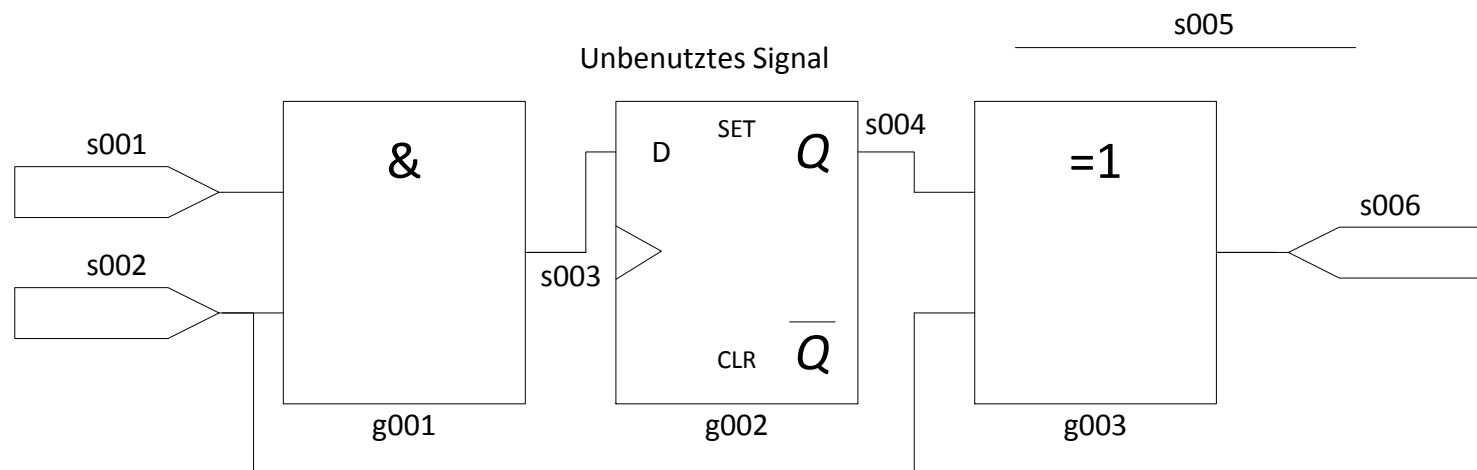 s005
Unbenutztes Signal
s001
&
s002
s003
g001
D
SET
Q
CLR
Q̅
g002
s004
=1
g003
s006